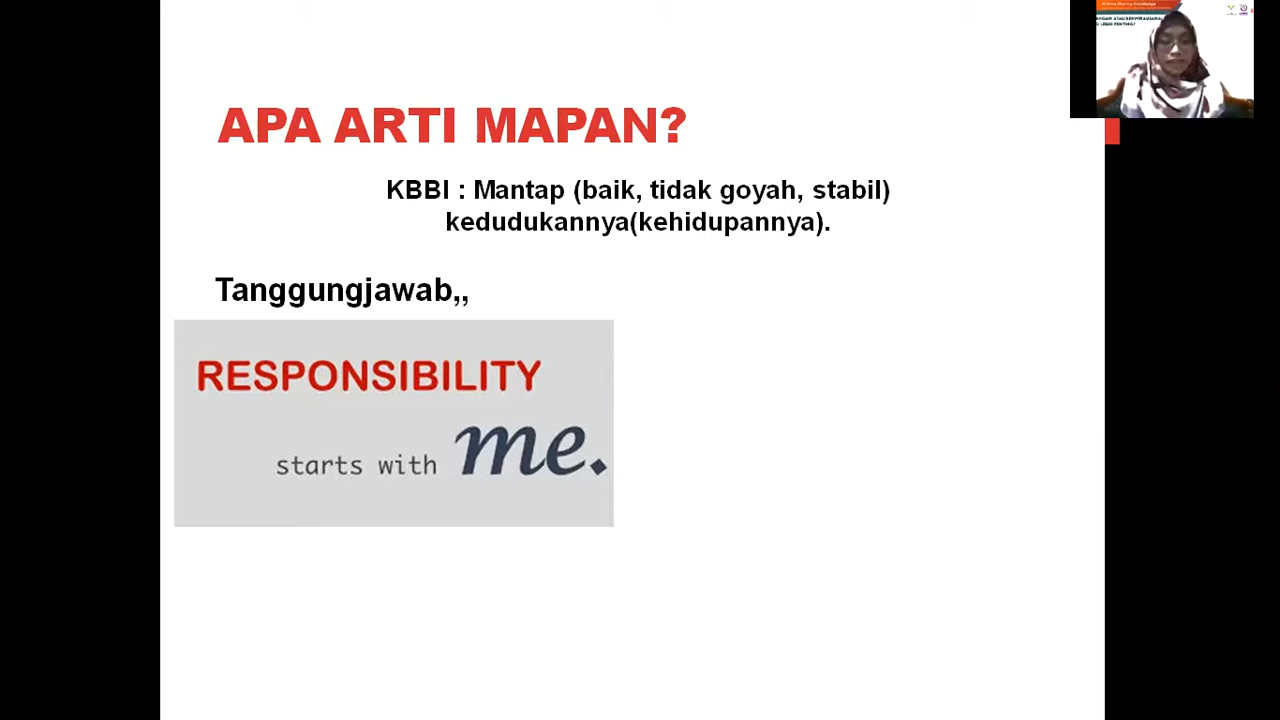 APA ARTI MAPAN?
KBBI : Mantap (baik, tidak goyah, stabil)
kedudukannya(kehidupannya).
Tanggungjawab,,
RESPONSIBILITY
starts with me.